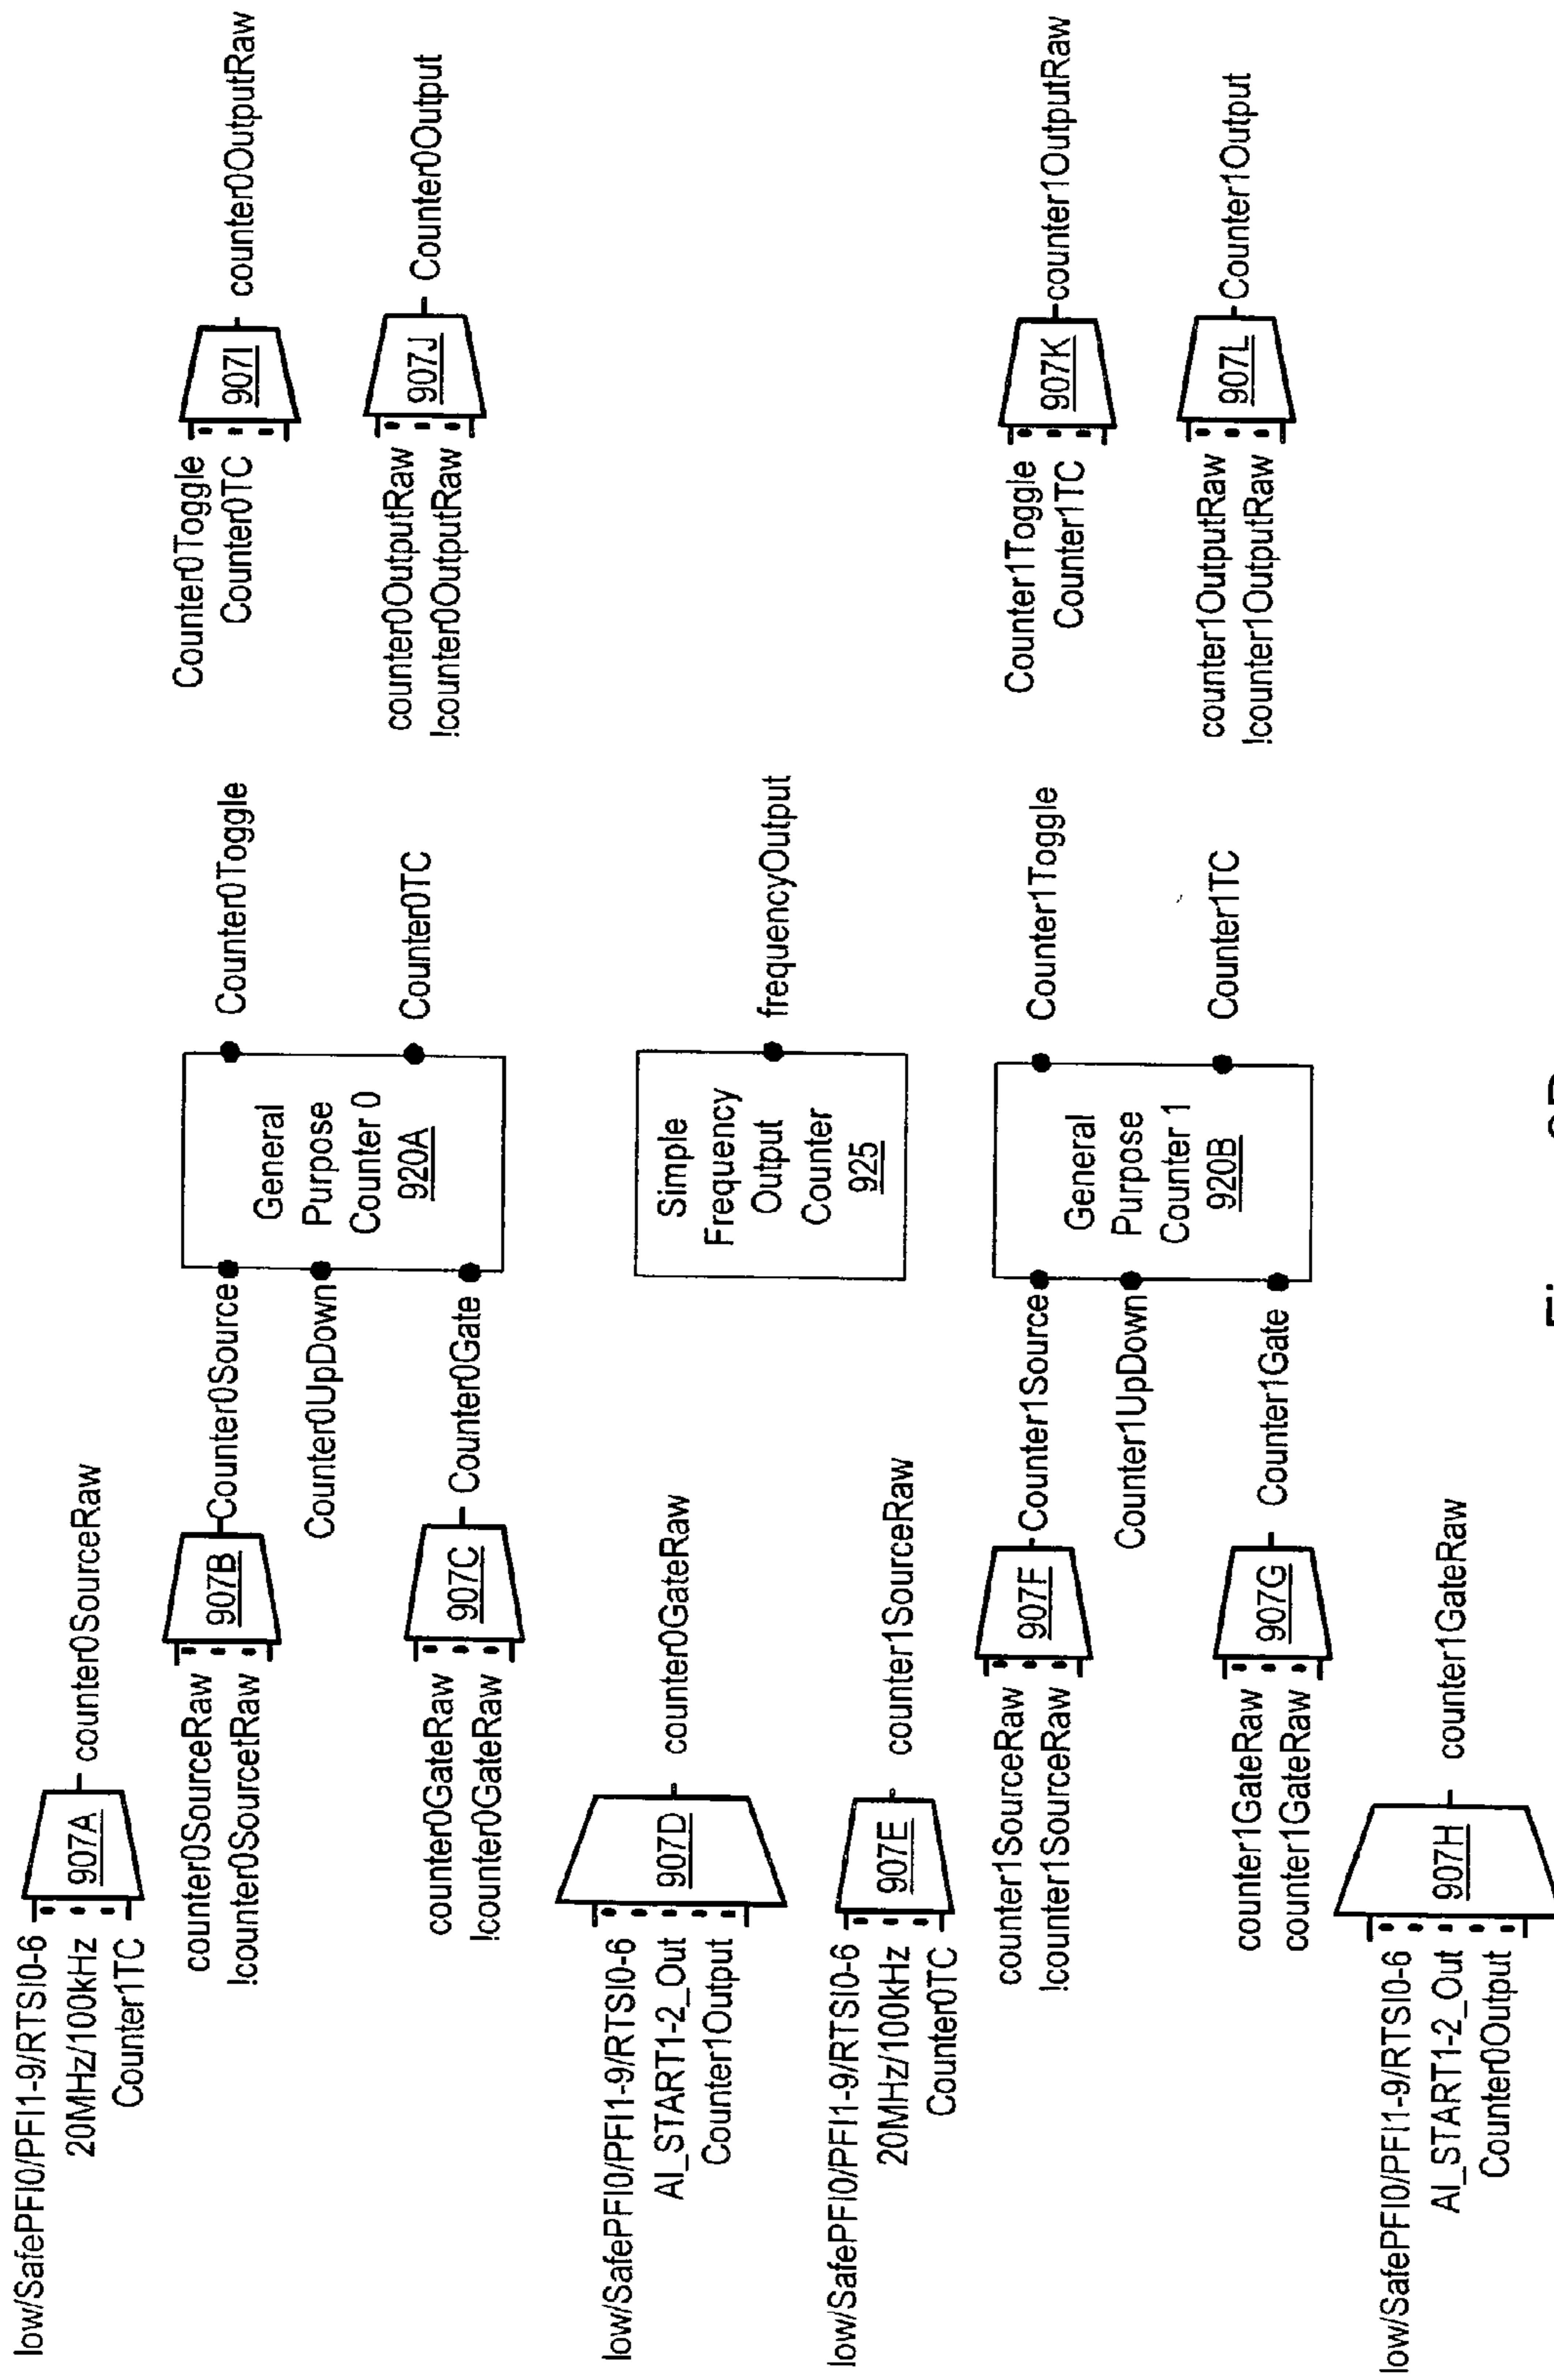 low/SafePFI0/PFI1-9/RTSI0-6
20MHz/100kHz
Counter1TC
907A
counter0SourceRaw
counter0SourceRaw
!counter0SourcetRaw
907B
Counter0Source
Counter0UpDown
counter0GateRaw
!counter0GateRaw
907C
Counter0Gate
General
Purpose
Counter 0
920A
Counter0Toggle
Counter0TC
Counter0Toggle
Counter0TC
907I
counter0OutputRaw
counter0OutputRaw
!counter0OutputRaw
907J
Counter0Output
low/SafePFI0/PFI1-9/RTSI0-6
AI_START1-2_Out
Counter1Output
907D
counter0GateRaw
Simple
Frequency
Output
Counter
925
frequencyOutput
low/SafePFI0/PFI1-9/RTSI0-6
20MHz/100kHz
Counter0TC
907E
counter1SourceRaw
counter1SourceRaw
!counter1SourceRaw
907F
Counter1Source
Counter1UpDown
counter1GateRaw
counter1GateRaw
907G
Counter1Gate
General
Purpose
Counter 1
920B
Counter1Toggle
Counter1TC
Counter1Toggle
Counter1TC
907K
counter1OutputRaw
counter1OutputRaw
!counter1OutputRaw
907L
Counter1Output
low/SafePFI0/PFI1-9/RTSI0-6
AI_START1-2_Out
Counter0Output
907H
counter1GateRaw